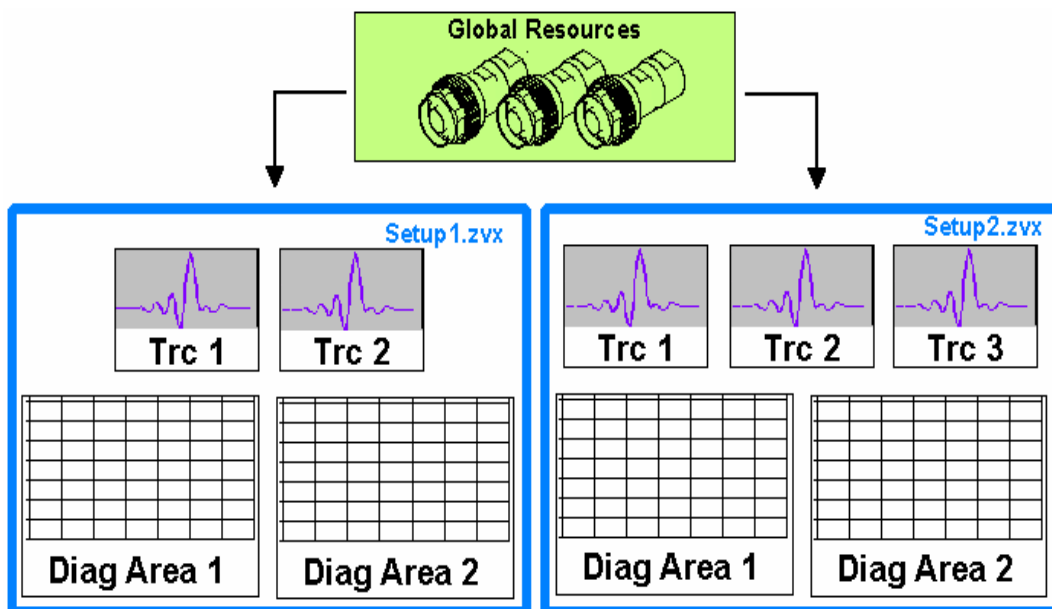 Global Resources
Setup1.zvx
Trc 1
Trc 2
Diag Area 1
Diag Area 2
Setup2.zvx
Trc 1
Trc 2
Trc 3
Diag Area 1
Diag Area 2